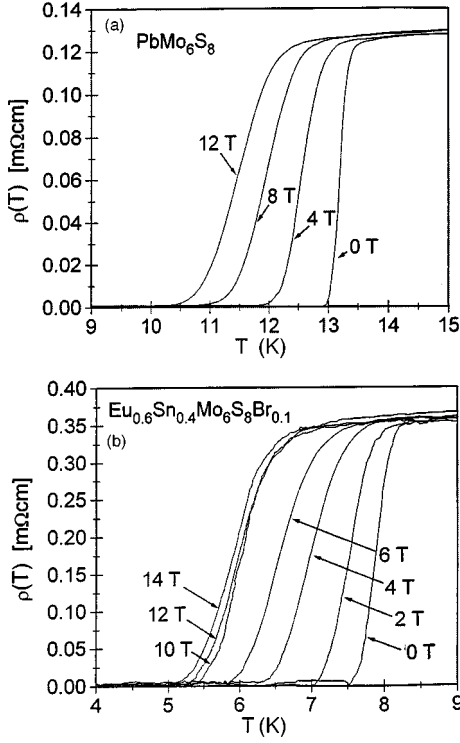 0.14
(a)
PbMo₆S₈
0.12
0.10
0.08
0.06
0.04
0.02
0.00
ρ(T) [mΩcm]
12 T
8 T
4 T
0 T
9 10 11 12 13 14 15
T (K)
0.40
Eu₀.₆Sn₀.₄Mo₆S₈Br₀.₁
(b)
0.35
0.30
0.25
0.20
0.15
0.10
0.05
0.00
ρ(T) [mΩcm]
6 T
4 T
14 T
12 T
2 T
10 T
0 T
4 5 6 7 8 9
T (K)